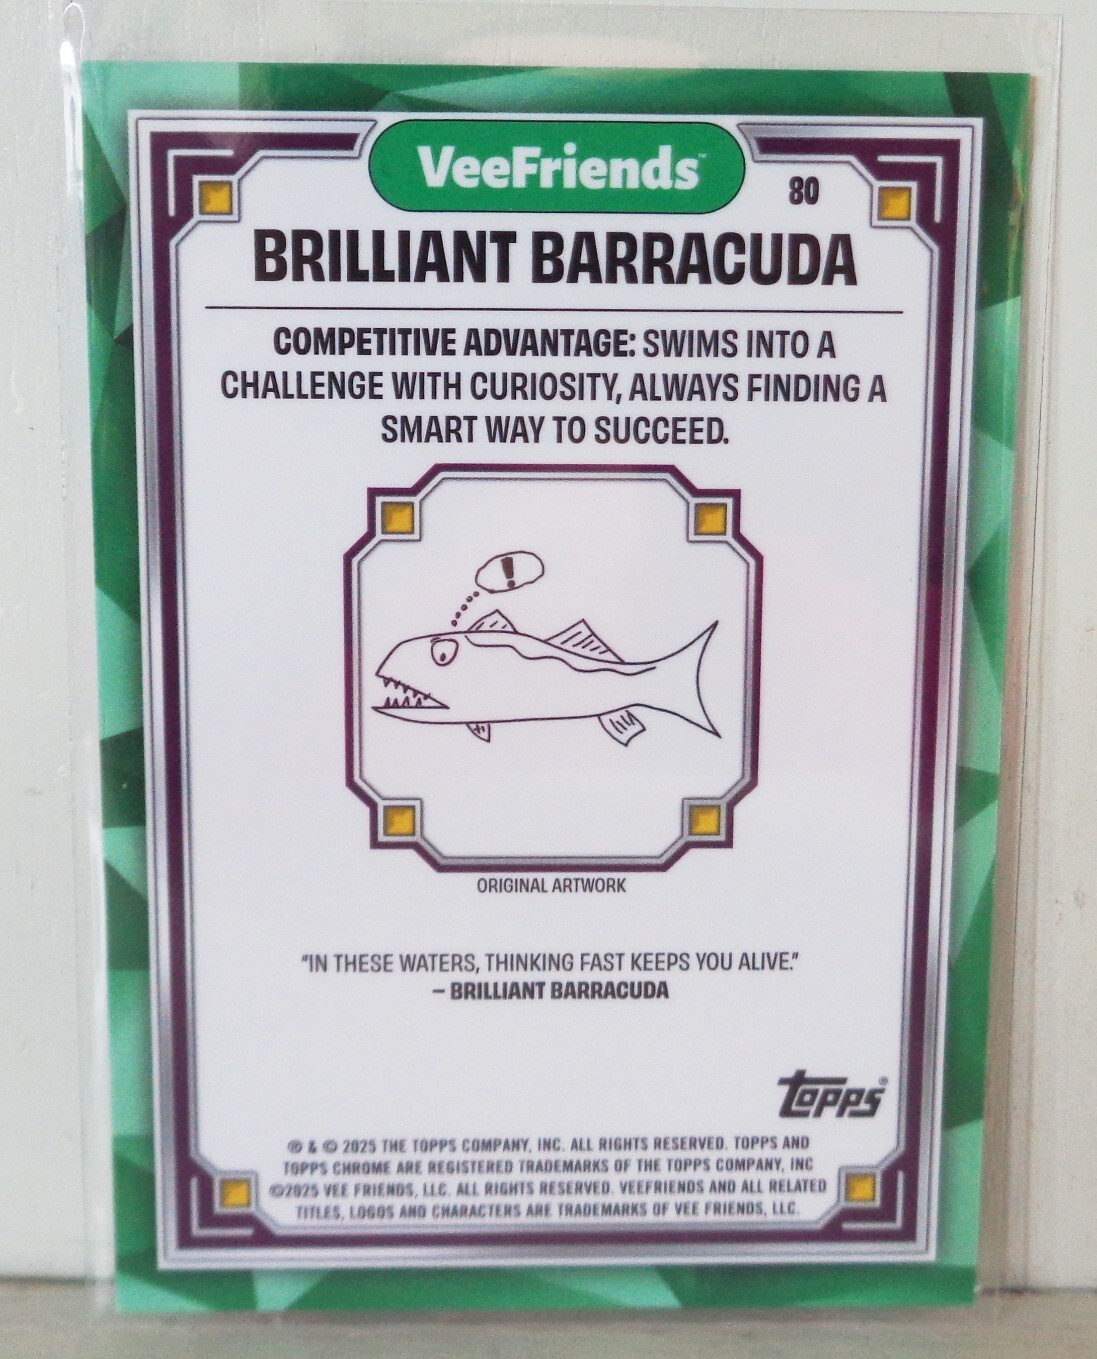 VeeFriends™
80
BRILLIANT BARRACUDA
COMPETITIVE ADVANTAGE: SWIMS INTO A
CHALLENGE WITH CURIOSITY, ALWAYS FINDING A
SMART WAY TO SUCCEED.
!
ORIGINAL ARTWORK
“IN THESE WATERS, THINKING FAST KEEPS YOU ALIVE.”
– BRILLIANT BARRACUDA
Topps®
® & © 2025 THE TOPPS COMPANY, INC. ALL RIGHTS RESERVED. TOPPS AND
TOPPS CHROME ARE REGISTERED TRADEMARKS OF THE TOPPS COMPANY, INC
©2025 VEE FRIENDS, LLC. ALL RIGHTS RESERVED. VEEFRIENDS AND ALL RELATED
TITLES, LOGOS AND CHARACTERS ARE TRADEMARKS OF VEE FRIENDS, LLC.